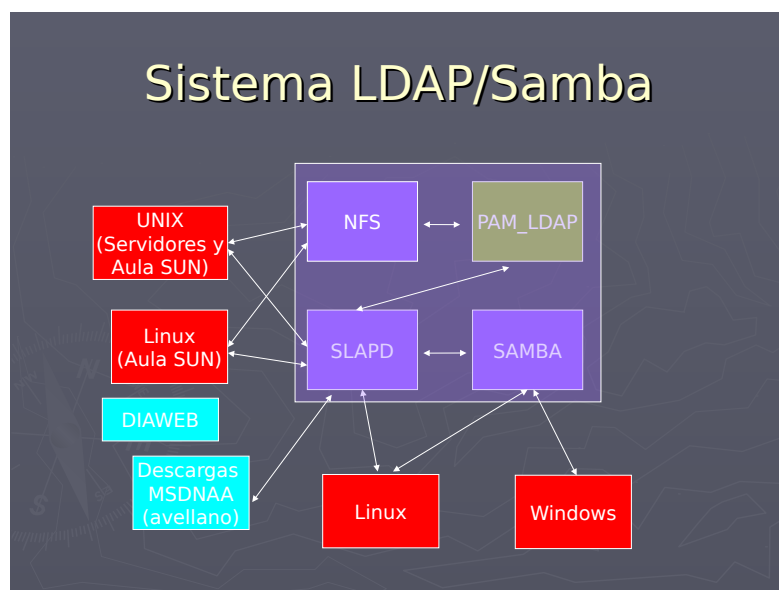 Sistema LDAP/Samba
NFS
PAM_LDAP
UNIX
(Servidores y
Aula SUN)
Linux
(Aula SUN)
SLAPD
SAMBA
DIAWEB
Descargas
MSDNAA
(avellano)
Linux
Windows